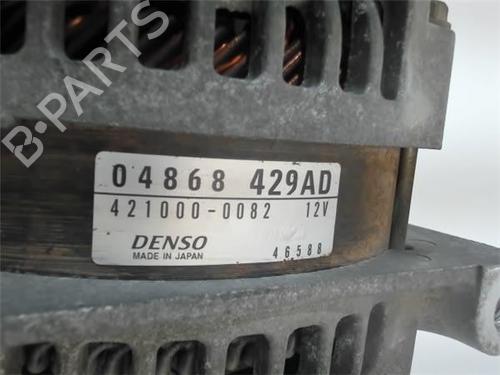 B-PARTS
04868 429AD
421000-0082 12V
DENSO
MADE IN JAPAN
46588